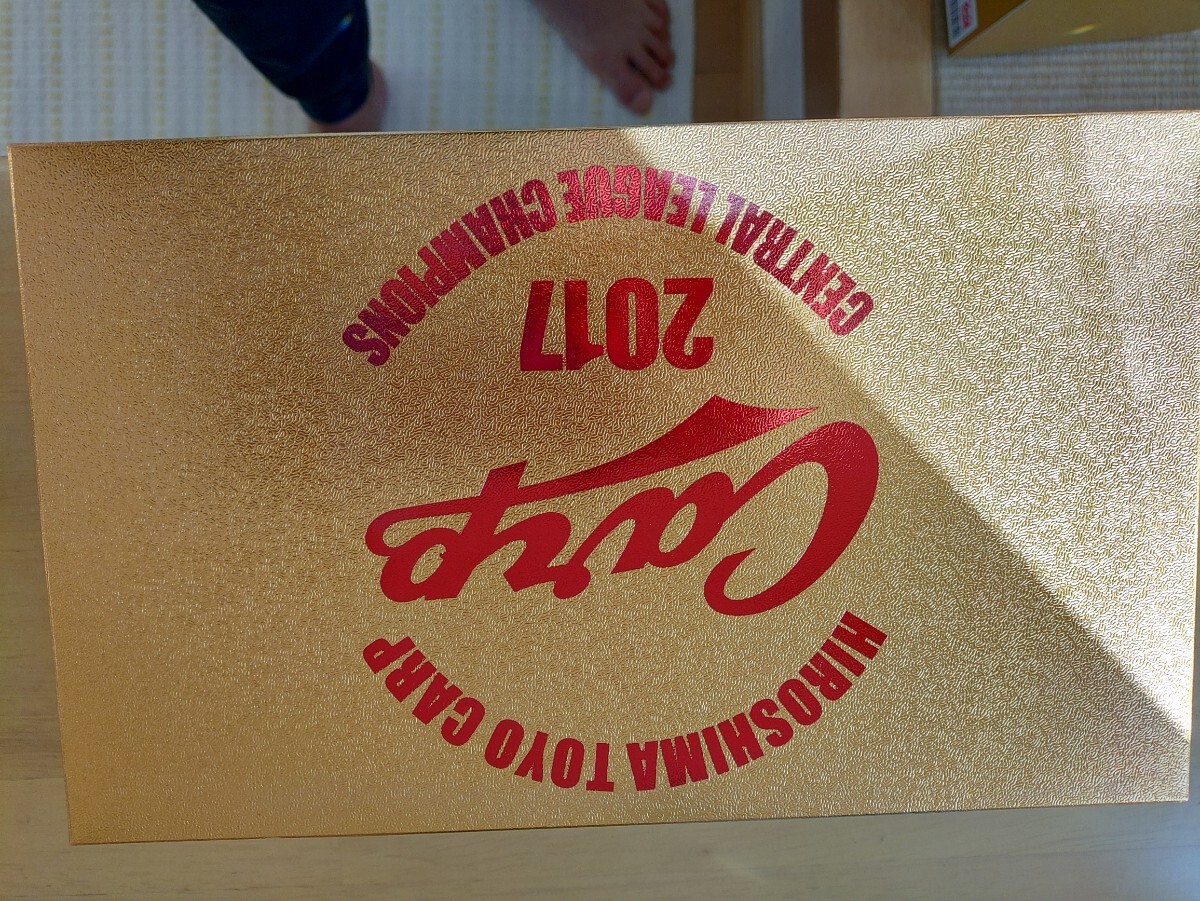 HIROSHIMA TOYO CARP
Carp
2017
CENTRAL LEAGUE CHAMPIONS